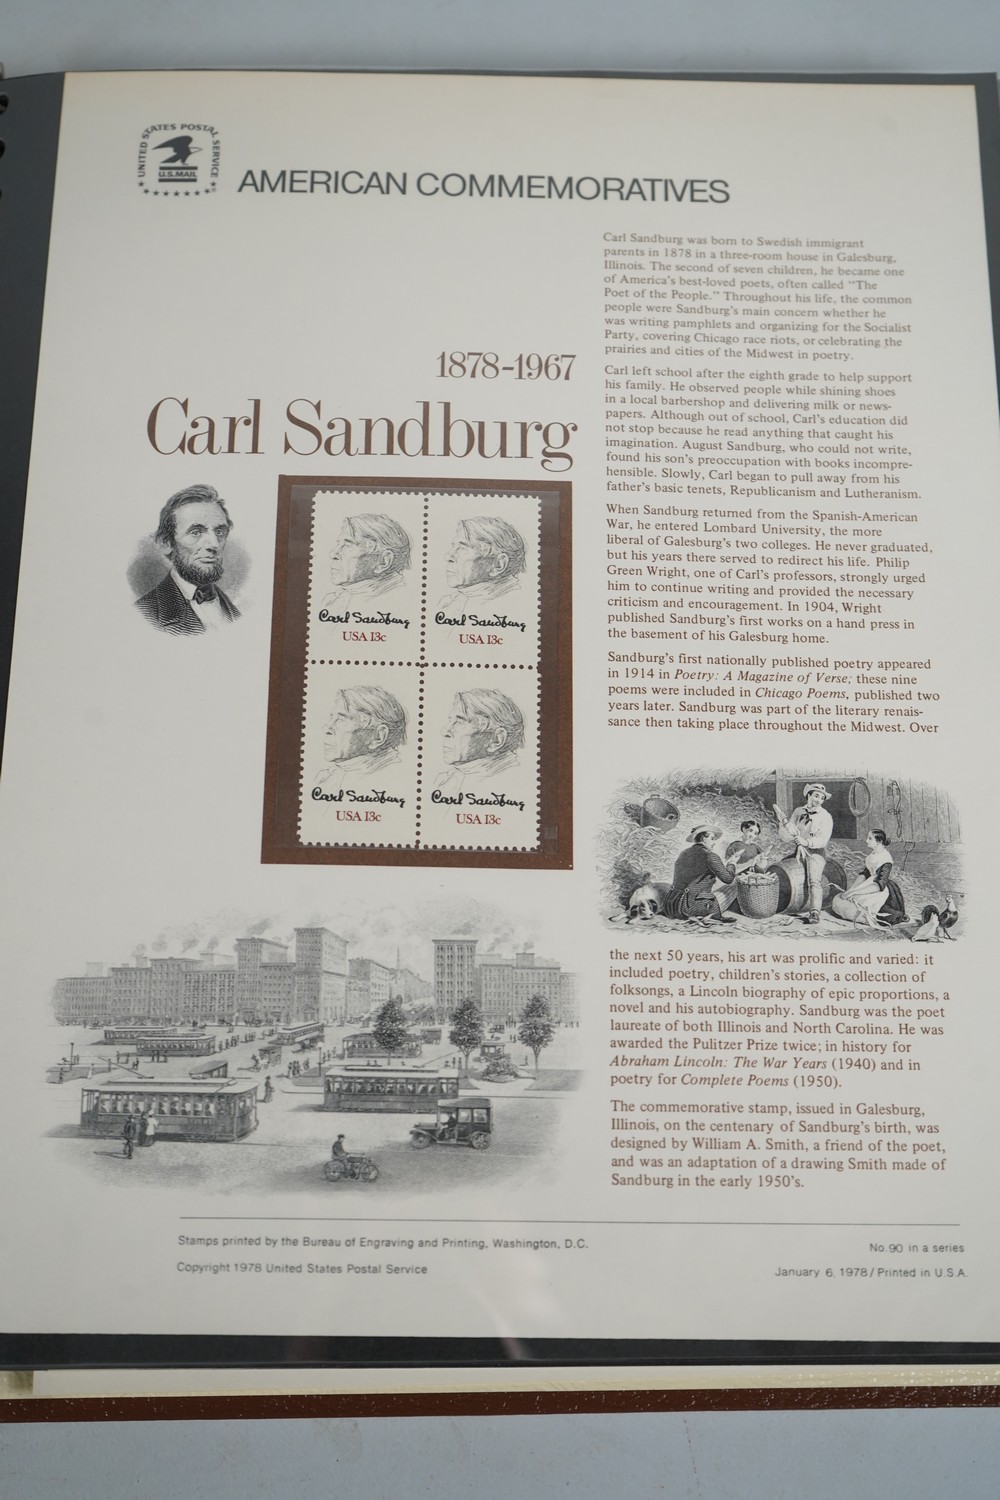 UNITED STATES POSTAL SERVICE
U.S.MAIL
AMERICAN COMMEMORATIVES
1878-1967
Carl Sandburg
Carl Sandburg
USA 13c
Carl Sandburg
USA 13c
Carl Sandburg
USA 13c
Carl Sandburg
USA 13c
Carl Sandburg was born to Swedish immigrant
parents in 1878 in a three-room house in Galesburg,
Illinois. The second of seven children, he became one
of America's best-loved poets, often called "The
Poet of the People." Throughout his life, the common
people were Sandburg's main concern whether he
was writing pamphlets and organizing for the Socialist
Party, covering Chicago race riots, or celebrating the
prairies and cities of the Midwest in poetry.
Carl left school after the eighth grade to help support
his family. He observed people while shining shoes
in a local barbershop and delivering milk or news-
papers. Although out of school, Carl's education did
not stop because he read anything that caught his
imagination. August Sandburg, who could not write,
found his son's preoccupation with books incompre-
hensible. Slowly, Carl began to pull away from his
father's basic tenets, Republicanism and Lutheranism.
When Sandburg returned from the Spanish-American
War, he entered Lombard University, the more
liberal of Galesburg's two colleges. He never graduated,
but his years there served to redirect his life. Philip
Green Wright, one of Carl's professors, strongly urged
him to continue writing and provided the necessary
criticism and encouragement. In 1904, Wright
published Sandburg's first works on a hand press in
the basement of his Galesburg home.
Sandburg's first nationally published poetry appeared
in 1914 in Poetry: A Magazine of Verse; these nine
poems were included in Chicago Poems, published two
years later. Sandburg was part of the literary renais-
sance then taking place throughout the Midwest. Over
the next 50 years, his art was prolific and varied: it
included poetry, children's stories, a collection of
folksongs, a Lincoln biography of epic proportions, a
novel and his autobiography. Sandburg was the poet
laureate of both Illinois and North Carolina. He was
awarded the Pulitzer Prize twice; in history for
Abraham Lincoln: The War Years (1940) and in
poetry for Complete Poems (1950).
The commemorative stamp, issued in Galesburg,
Illinois, on the centenary of Sandburg's birth, was
designed by William A. Smith, a friend of the poet,
and was an adaptation of a drawing Smith made of
Sandburg in the early 1950's.
Stamps printed by the Bureau of Engraving and Printing, Washington, D.C.
Copyright 1978 United States Postal Service
No. 90 in a series
January 6, 1978/Printed in U.S.A.